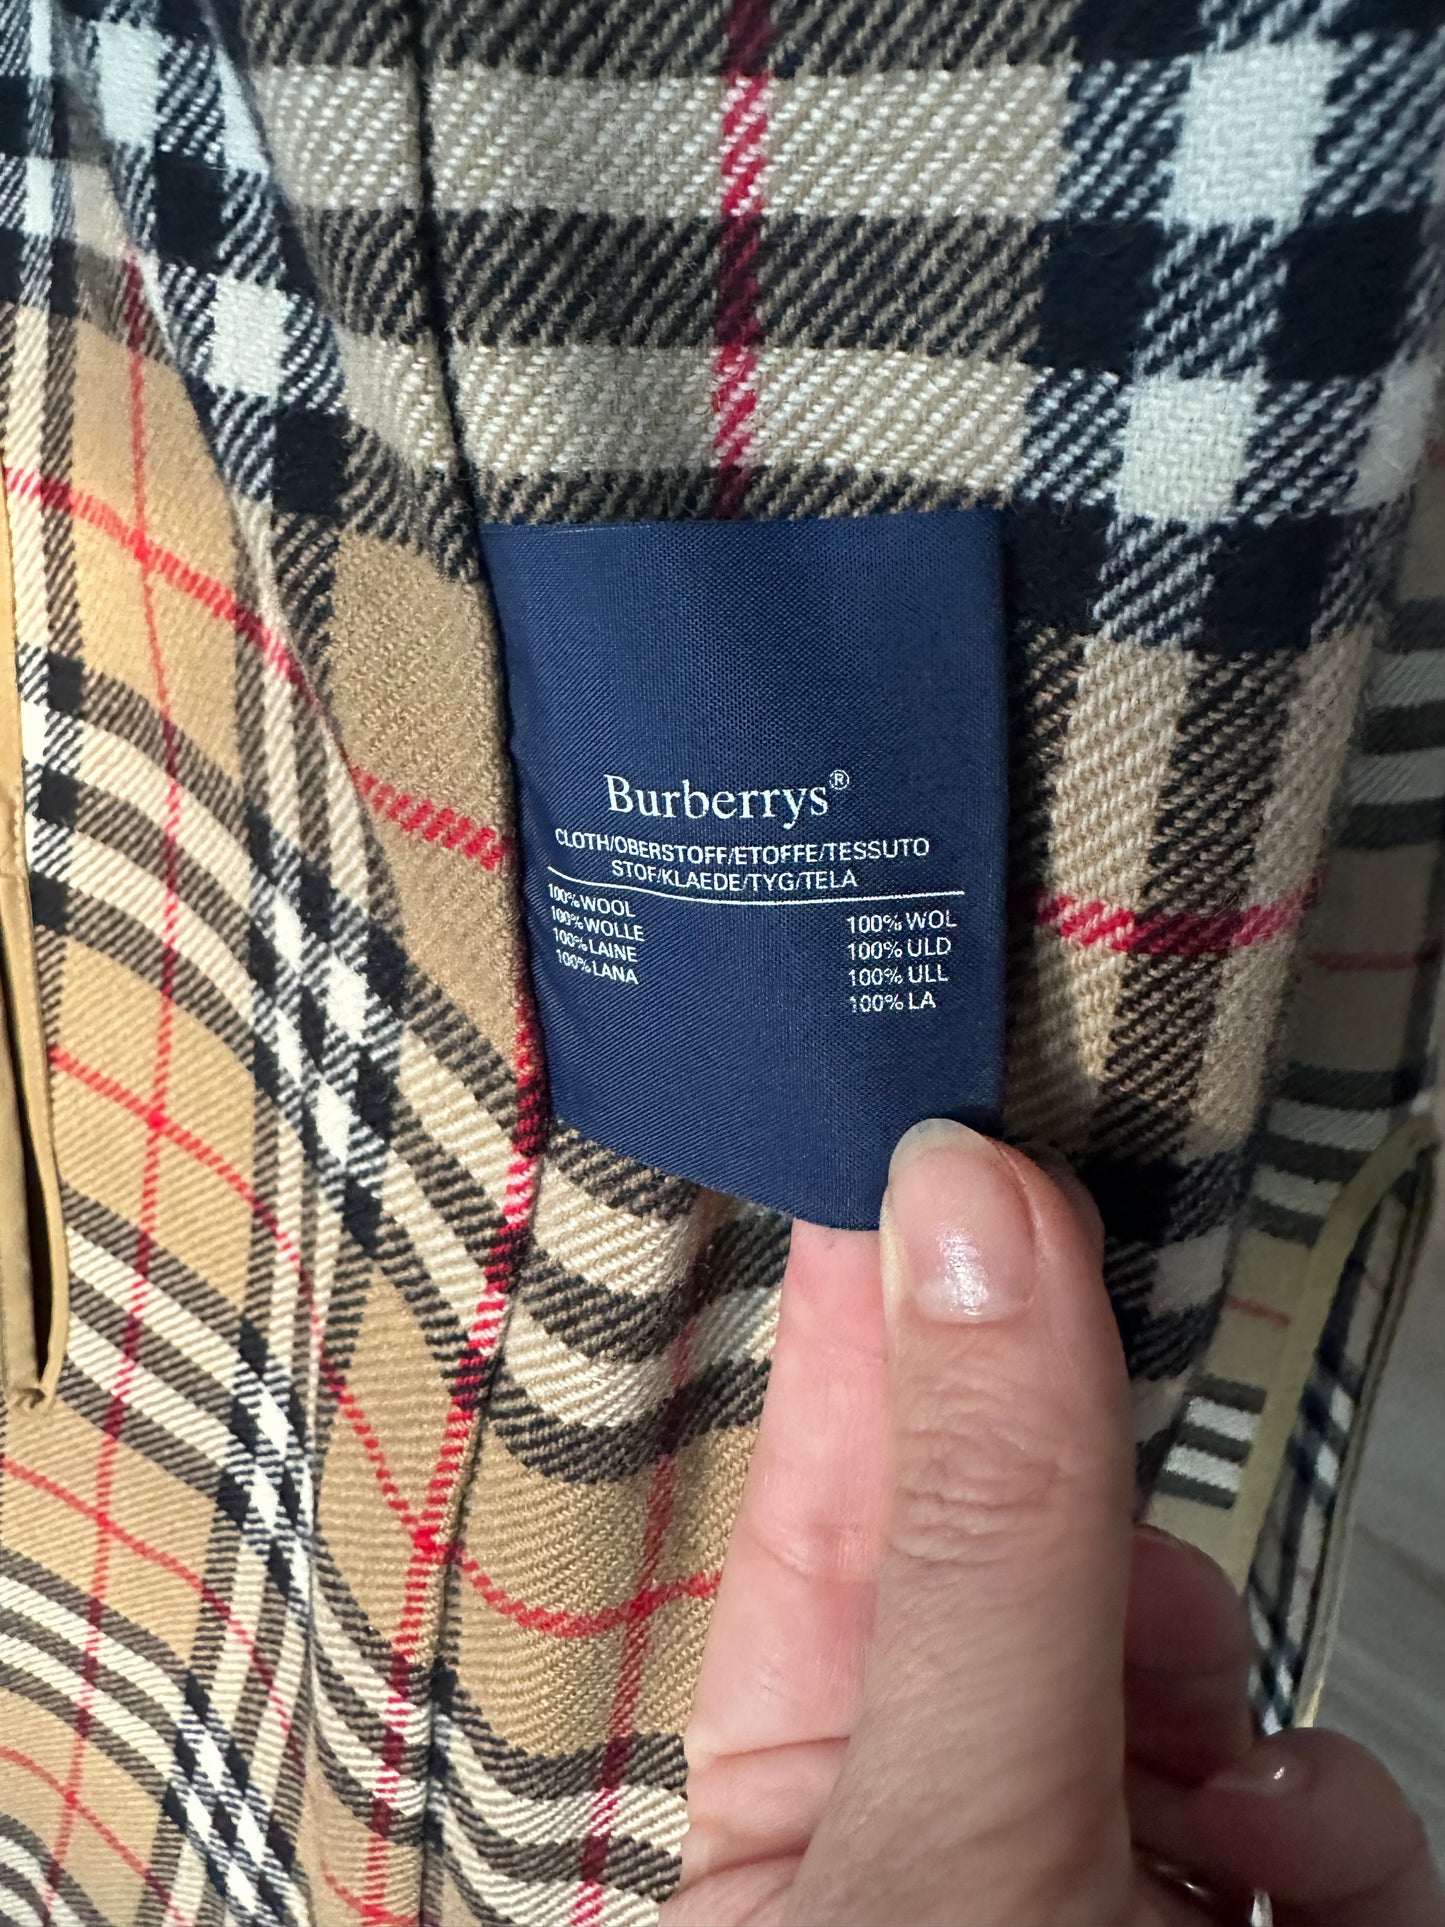 Burberrys®
CLOTH/OBERSTOFF/ETOFFE/TESSUTO
STOF/KLAEDE/TYG/TELA
100% WOOL
100% WOLLE
100% LAINE
100% LANA
100% WOL
100% ULD
100% ULL
100% LA